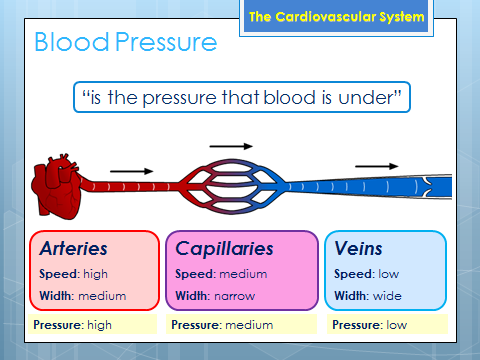 The Cardiovascular System
Blood Pressure
“is the pressure that blood is under”
Arteries
Speed: high
Width: medium
Pressure: high
Capillaries
Speed: medium
Width: narrow
Pressure: medium
Veins
Speed: low
Width: wide
Pressure: low